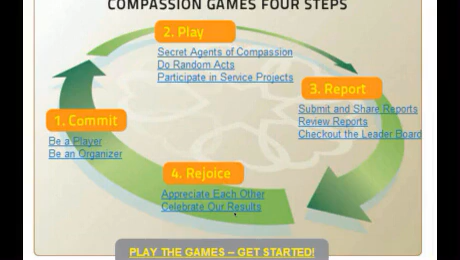 COMPASSION GAMES FOUR STEPS
2. Play
Secret Agents of Compassion
Do Random Acts
Participate in Service Projects
3. Report
Submit and Share Reports
Review Reports
Checkout the Leader Board
1. Commit
Be a Player
Be an Organizer
4. Rejoice
Appreciate Each Other
Celebrate Our Results
PLAY THE GAMES – GET STARTED!